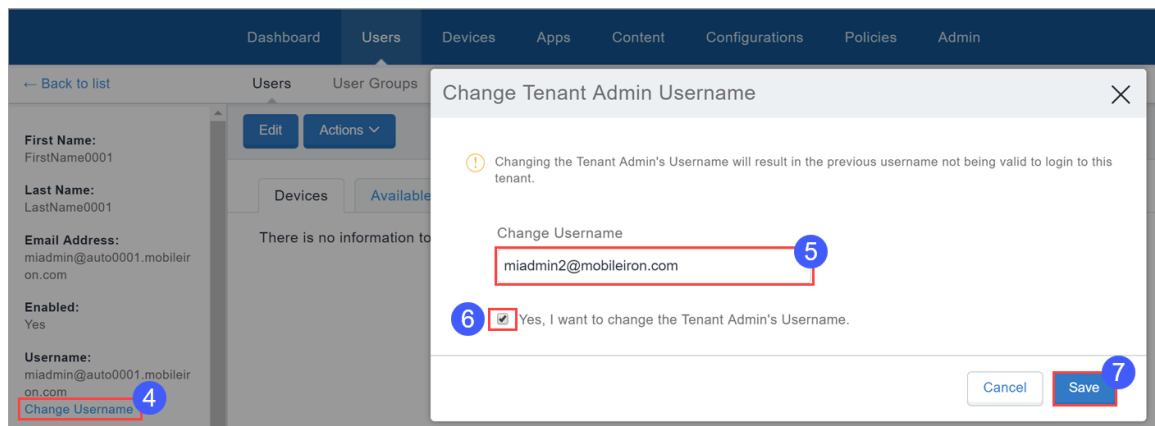 Dashboard Users Devices Apps Content Configurations Policies Admin
← Back to list
Users User Groups
First Name:
FirstName0001
Last Name:
LastName0001
Email Address:
miadmin@auto0001.mobileir
on.com
Enabled:
Yes
Username:
miadmin@auto0001.mobileir
on.com
Change Username
4
Edit Actions
Devices Available
There is no information to
Change Tenant Admin Username
! Changing the Tenant Admin's Username will result in the previous username not being valid to login to this
tenant.
Change Username
5
miadmin2@mobileiron.com
6 Yes, I want to change the Tenant Admin's Username.
Cancel Save 7